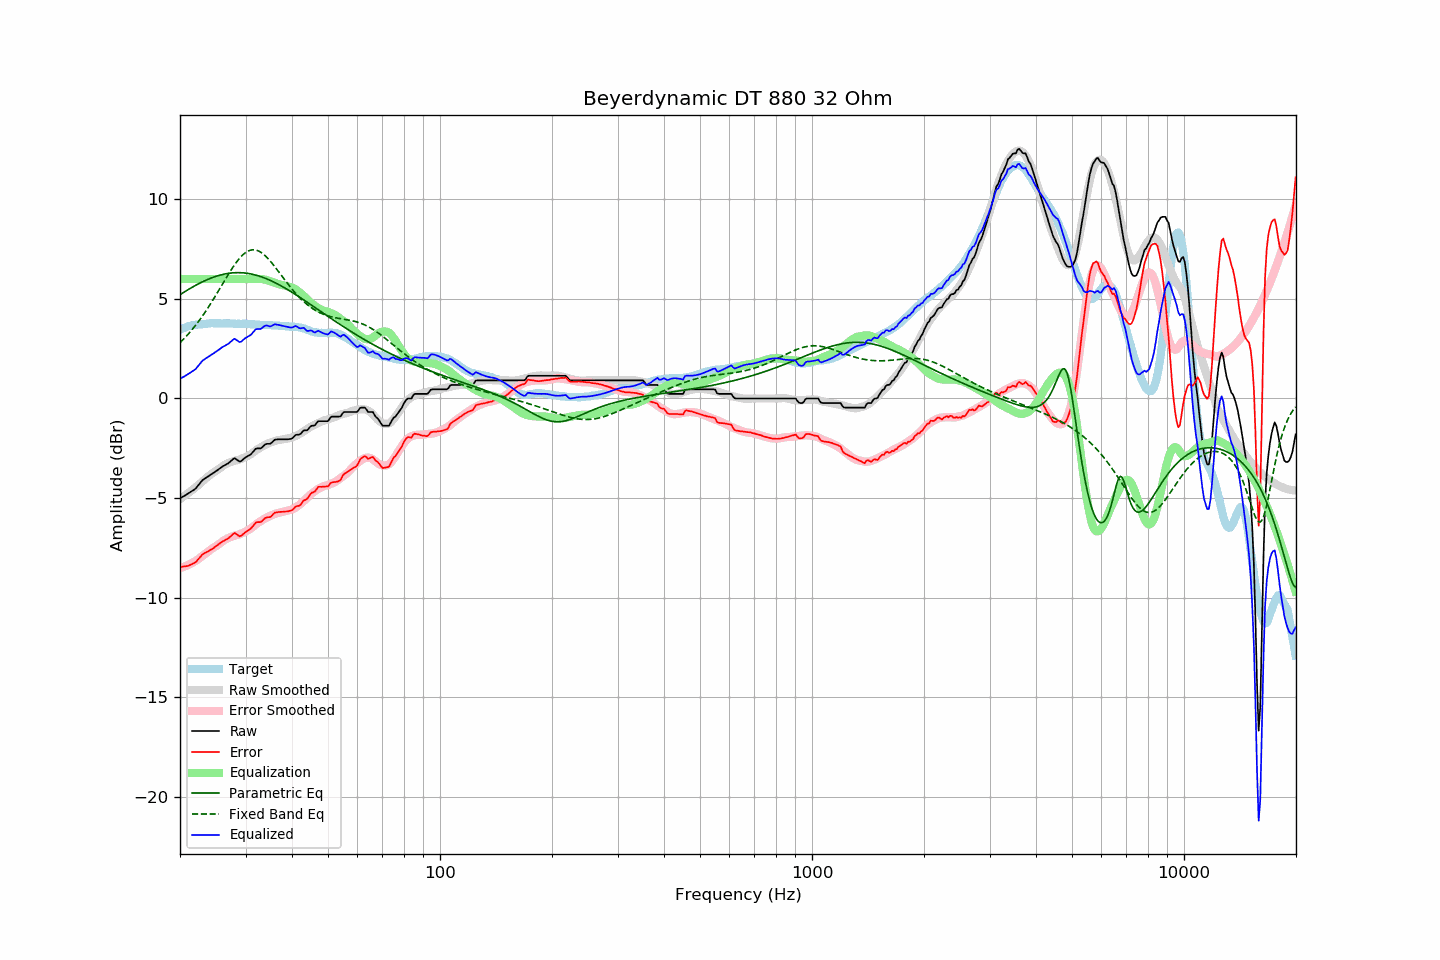 Beyerdynamic DT 880 32 Ohm
Amplitude (dBr)
10
5
0
−5
−10
−15
−20
Target
Raw Smoothed
Error Smoothed
Raw
Error
Equalization
Parametric Eq
Fixed Band Eq
Equalized
100
1000
10000
Frequency (Hz)